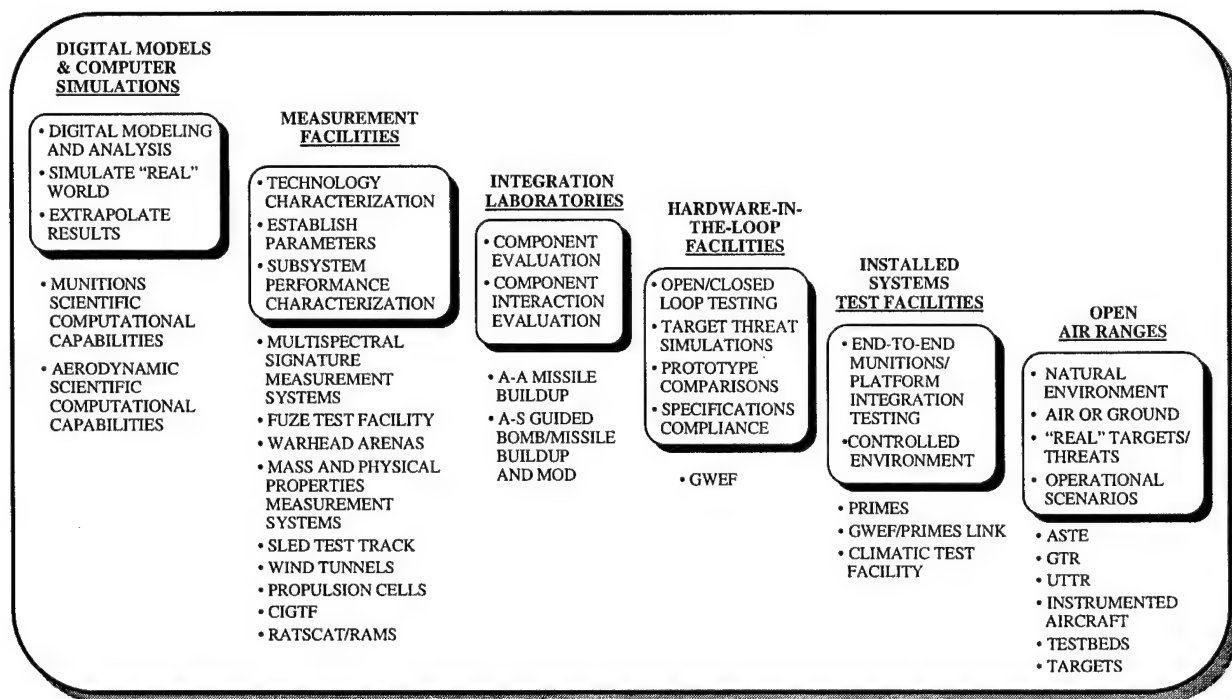 DIGITAL MODELS
& COMPUTER
SIMULATIONS
• DIGITAL MODELING
AND ANALYSIS
• SIMULATE "REAL"
WORLD
• EXTRAPOLATE
RESULTS
• MUNITIONS
SCIENTIFIC
COMPUTATIONAL
CAPABILITIES
• AERODYNAMIC
SCIENTIFIC
COMPUTATIONAL
CAPABILITIES
MEASUREMENT
FACILITIES
• TECHNOLOGY
CHARACTERIZATION
• ESTABLISH
PARAMETERS
• SUBSYSTEM
PERFORMANCE
CHARACTERIZATION
• MULTISPECTRAL
SIGNATURE
MEASUREMENT
SYSTEMS
• FUZE TEST FACILITY
• WARHEAD ARENAS
• MASS AND PHYSICAL
PROPERTIES
MEASUREMENT
SYSTEMS
• SLED TEST TRACK
• WIND TUNNELS
• PROPULSION CELLS
• CIGTF
• RATSCAT/RAMS
INTEGRATION
LABORATORIES
• COMPONENT
EVALUATION
• COMPONENT
INTERACTION
EVALUATION
• A-A MISSILE
BUILDUP
• A-S GUIDED
BOMB/MISSILE
BUILDUP
AND MOD
HARDWARE-IN-
THE-LOOP
FACILITIES
• OPEN/CLOSED
LOOP TESTING
• TARGET THREAT
SIMULATIONS
• PROTOTYPE
COMPARISONS
• SPECIFICATIONS
COMPLIANCE
• GWEF
INSTALLED
SYSTEMS
TEST FACILITIES
• END-TO-END
MUNITIONS/
PLATFORM
INTEGRATION
TESTING
• CONTROLLED
ENVIRONMENT
• PRIMES
• GWEF/PRIMES LINK
• CLIMATIC TEST
FACILITY
OPEN
AIR RANGES
• NATURAL
ENVIRONMENT
• AIR OR GROUND
• "REAL" TARGETS/
THREATS
• OPERATIONAL
SCENARIOS
• ASTE
• GTR
• UTTR
• INSTRUMENTED
AIRCRAFT
• TESTBEDS
• TARGETS